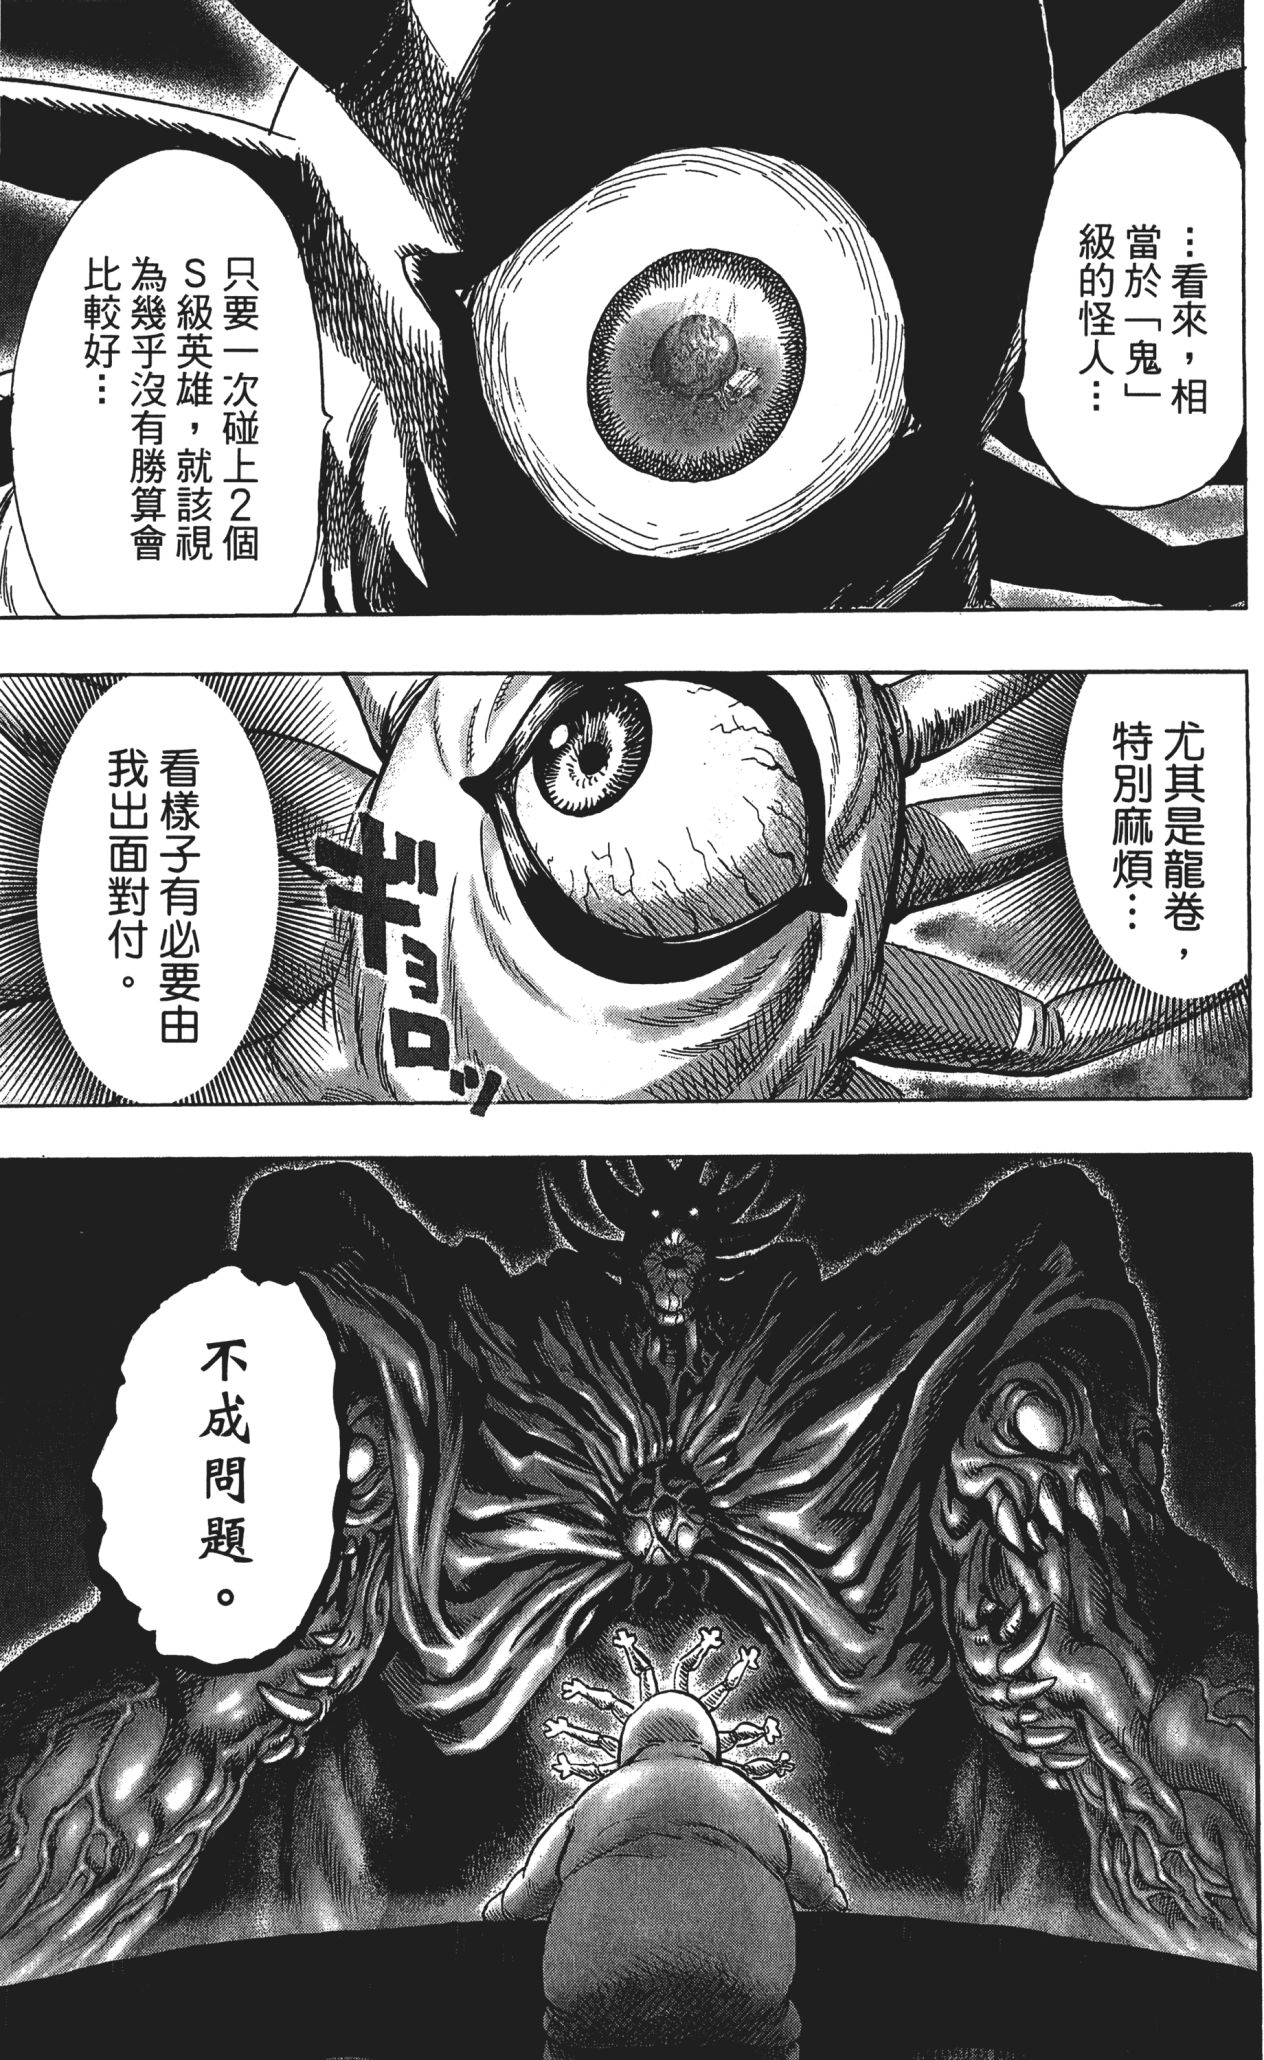 …看來，相
當於「鬼」
級的怪人…
只要一次碰上2個
S級英雄，就該視
為幾乎沒有勝算會
比較好…
尤其是龍卷，
特別麻煩…
看樣子有必要由
我出面對付。
ギョロッ
不成問題。